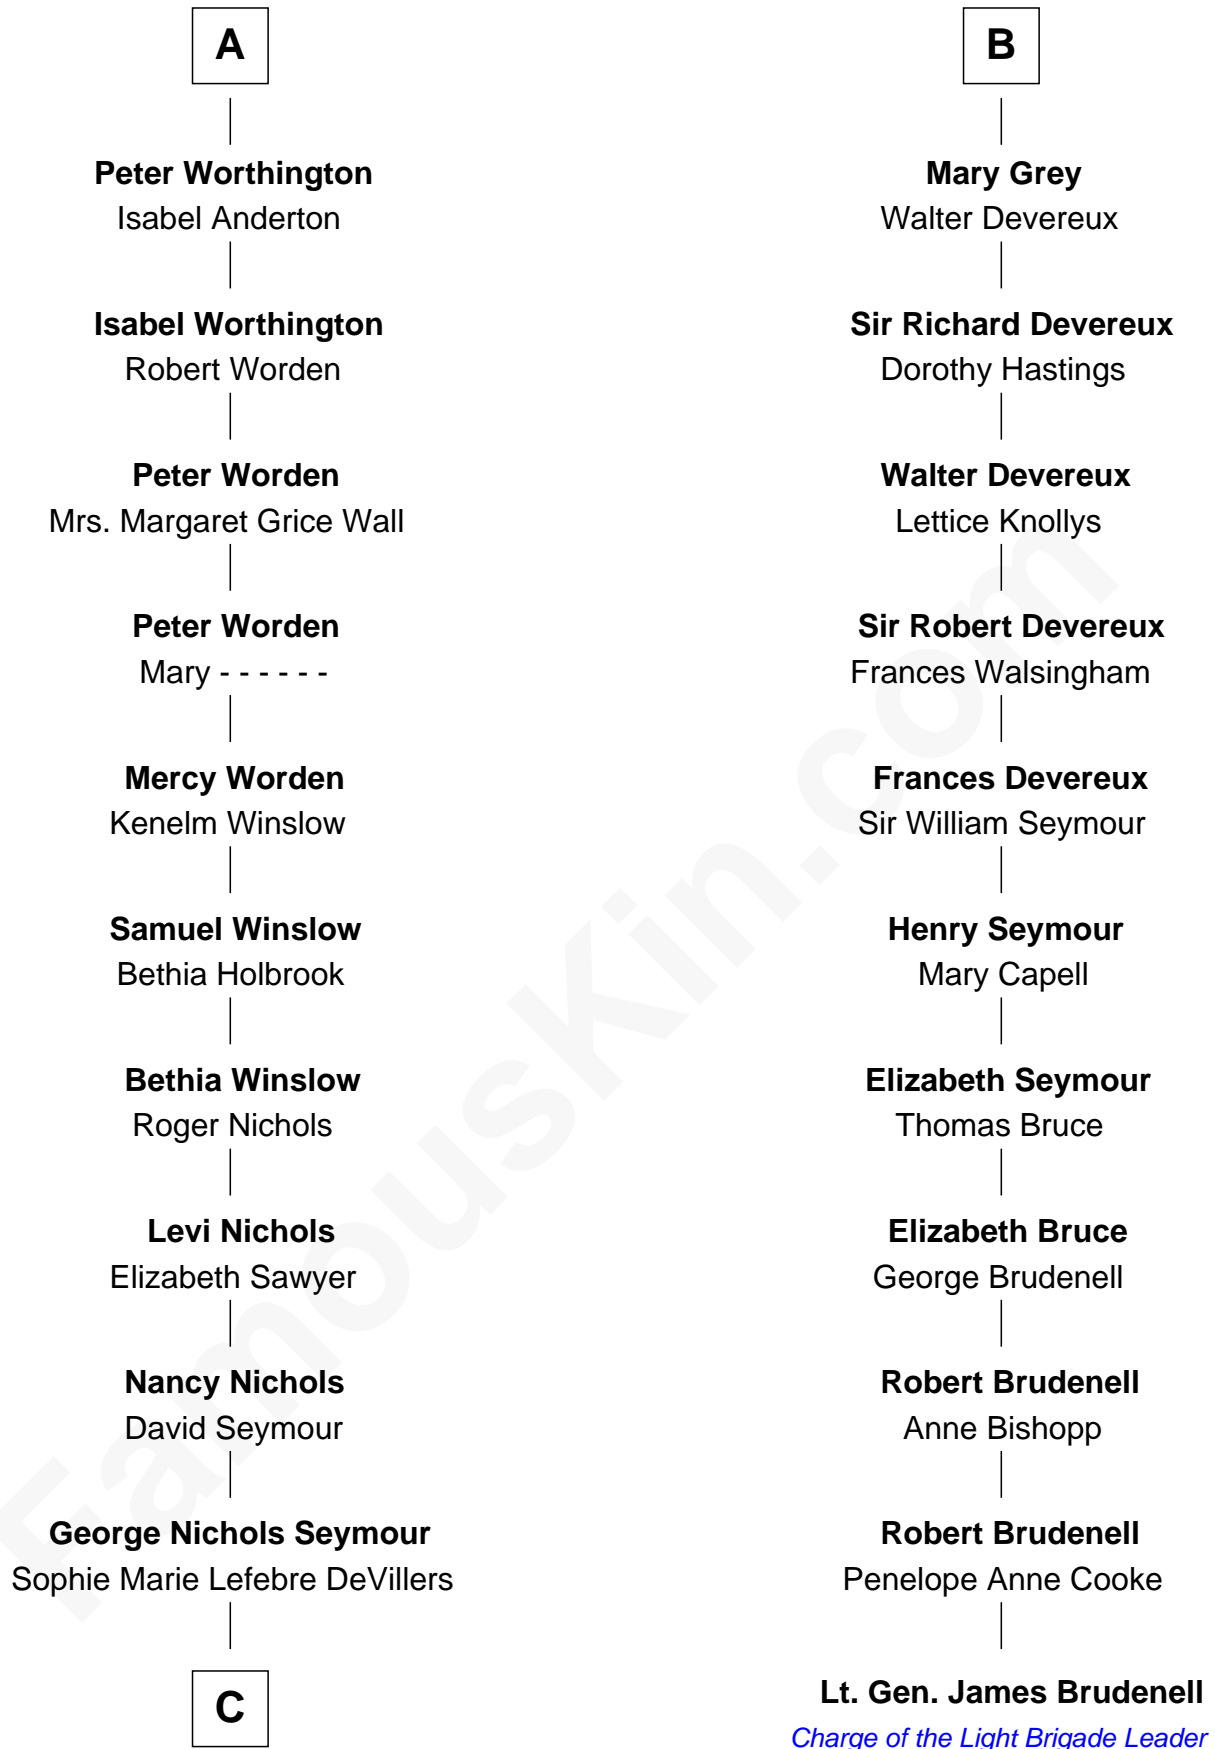 A
Peter Worthington
Isabel Anderton
Isabel Worthington
Robert Worden
Peter Worden
Mrs. Margaret Grice Wall
Peter Worden
Mary - - - - - -
Mercy Worden
Kenelm Winslow
Samuel Winslow
Bethia Holbrook
Bethia Winslow
Roger Nichols
Levi Nichols
Elizabeth Sawyer
Nancy Nichols
David Seymour
George Nichols Seymour
Sophie Marie Lefebre DeVillers
C
B
Mary Grey
Walter Devereux
Sir Richard Devereux
Dorothy Hastings
Walter Devereux
Lettice Knollys
Sir Robert Devereux
Frances Walsingham
Frances Devereux
Sir William Seymour
Henry Seymour
Mary Capell
Elizabeth Seymour
Thomas Bruce
Elizabeth Bruce
George Brudenell
Robert Brudenell
Anne Bishopp
Robert Brudenell
Penelope Anne Cooke
Lt. Gen. James Brudenell
Charge of the Light Brigade Leader
FamousKin.com